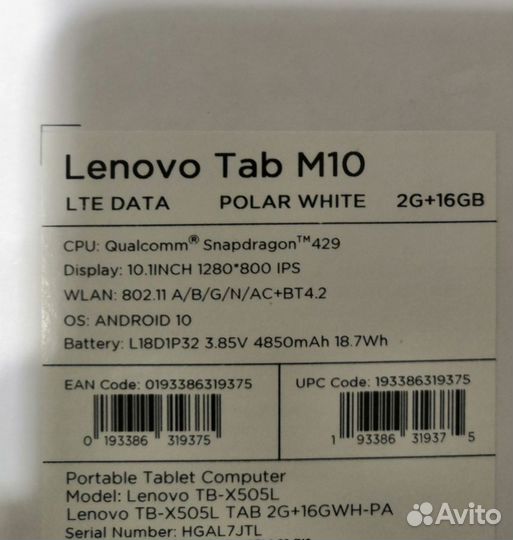 Lenovo Tab M10
LTE DATA POLAR WHITE 2G+16GB
CPU: Qualcomm® Snapdragon™429
Display: 10.1INCH 1280*800 IPS
WLAN: 802.11 A/B/G/N/AC+BT4.2
OS: ANDROID 10
Battery: L18D1P32 3.85V 4850mAh 18.7Wh
EAN Code: 0193386319375 UPC Code: 193386319375
0 193386 319375 1 93386 31937 5
Portable Tablet Computer
Model: Lenovo TB-X505L
Lenovo TB-X505L TAB 2G+16GWH-PA
Serial Number: HGAL7JTL
Avito